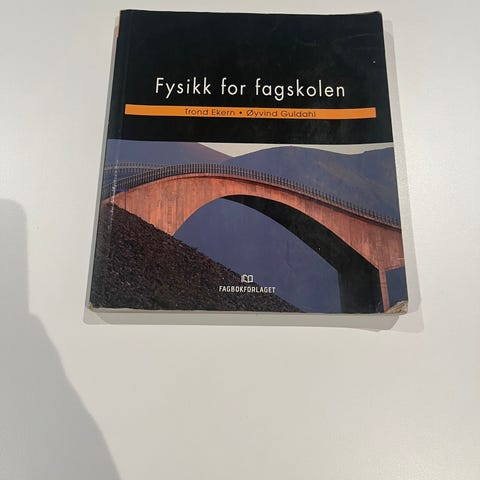 Fysikk for fagskolen
Trond Ekern • Øyvind Guldahl
FAGBOKFORLAGET